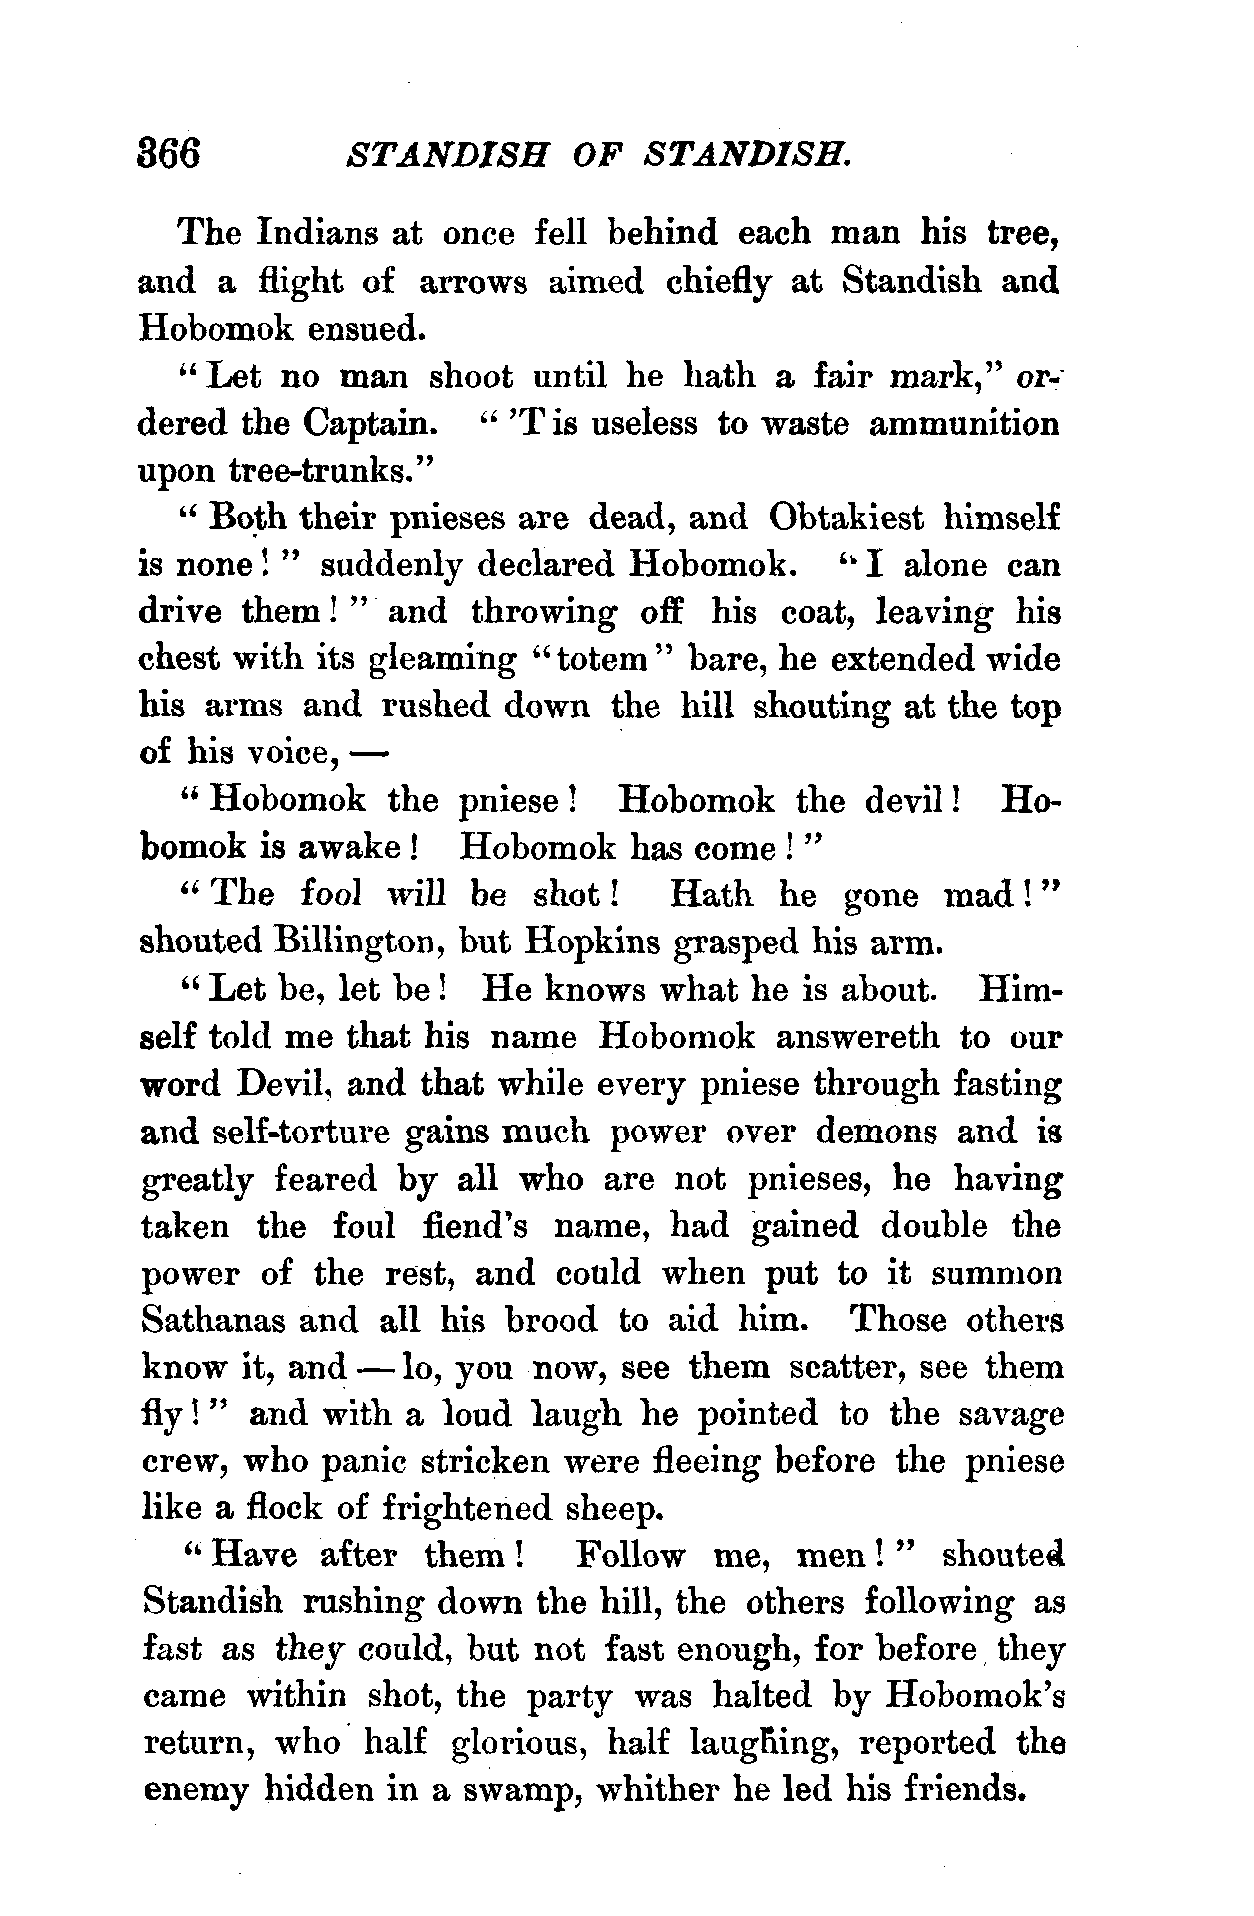 366 STANDISH OF STANDISH.
The Indians at once fell behind each man his tree,
and a flight of arrows aimed chiefly at Standish and
Hobomok ensued.
“Let no man shoot until he hath a fair mark,” or-
dered the Captain. “’T is useless to waste ammunition
upon tree-trunks.”
“Both their pnieses are dead, and Obtakiest himself
is none!” suddenly declared Hobomok. “I alone can
drive them!” and throwing off his coat, leaving his
chest with its gleaming “totem” bare, he extended wide
his arms and rushed down the hill shouting at the top
of his voice, —
“Hobomok the pniese! Hobomok the devil! Ho-
bomok is awake! Hobomok has come!”
“The fool will be shot! Hath he gone mad!”
shouted Billington, but Hopkins grasped his arm.
“Let be, let be! He knows what he is about. Him-
self told me that his name Hobomok answereth to our
word Devil, and that while every pniese through fasting
and self-torture gains much power over demons and is
greatly feared by all who are not pnieses, he having
taken the foul fiend's name, had gained double the
power of the rest, and could when put to it summon
Sathanas and all his brood to aid him. Those others
know it, and — lo, you now, see them scatter, see them
fly!” and with a loud laugh he pointed to the savage
crew, who panic stricken were fleeing before the pniese
like a flock of frightened sheep.
“Have after them! Follow me, men!” shouted
Standish rushing down the hill, the others following as
fast as they could, but not fast enough, for before they
came within shot, the party was halted by Hobomok's
return, who half glorious, half laughing, reported the
enemy hidden in a swamp, whither he led his friends.